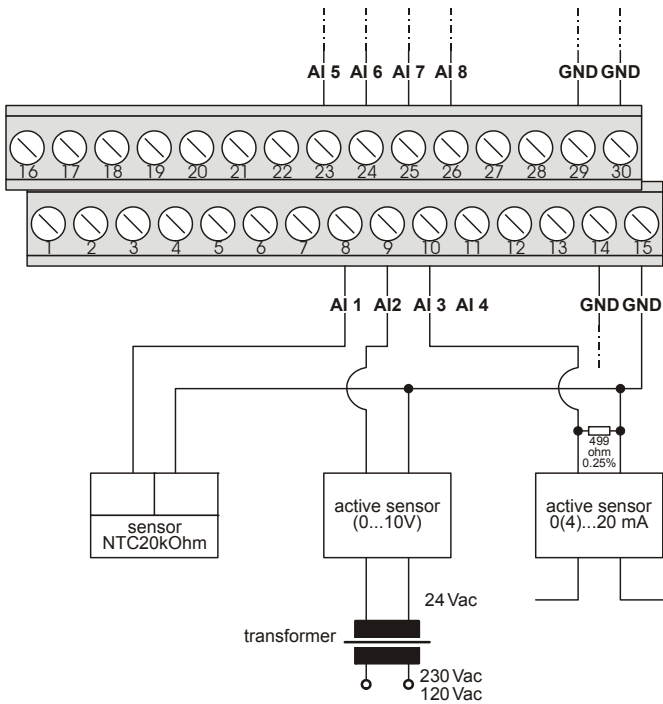 AI 5 AI 6 AI 7 AI 8 GND GND
16 17 18 19 20 21 22 23 24 25 26 27 28 29 30
1 2 3 4 5 6 7 8 9 10 11 12 13 14 15
AI 1 AI2 AI 3 AI 4 GND GND
499
ohm
0.25%
sensor
NTC20kOhm
active sensor
(0...10V)
active sensor
0(4)...20 mA
24 Vac
transformer
230 Vac
120 Vac